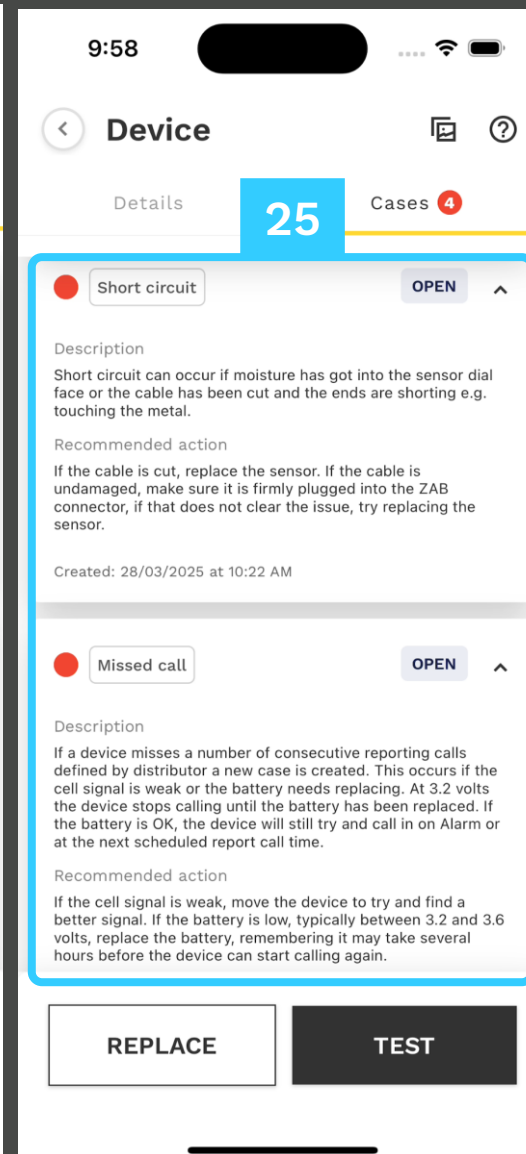 9:58
Device
Details
25
Cases 4
Short circuit
OPEN
Description
Short circuit can occur if moisture has got into the sensor dial
face or the cable has been cut and the ends are shorting e.g.
touching the metal.
Recommended action
If the cable is cut, replace the sensor. If the cable is
undamaged, make sure it is firmly plugged into the ZAB
connector, if that does not clear the issue, try replacing the
sensor.
Created: 28/03/2025 at 10:22 AM
Missed call
OPEN
Description
If a device misses a number of consecutive reporting calls
defined by distributor a new case is created. This occurs if the
cell signal is weak or the battery needs replacing. At 3.2 volts
the device stops calling until the battery has been replaced. If
the battery is OK, the device will still try and call in on Alarm or
at the next scheduled report call time.
Recommended action
If the cell signal is weak, move the device to try and find a
better signal. If the battery is low, typically between 3.2 and 3.6
volts, replace the battery, remembering it may take several
hours before the device can start calling again.
REPLACE
TEST